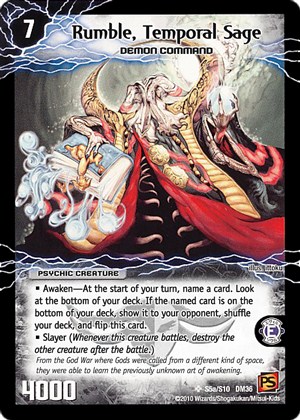 7
Rumble, Temporal Sage
DEMON COMMAND
PSYCHIC CREATURE
▪ Awaken—At the start of your turn, name a card. Look
at the bottom of your deck. If the named card is on the
bottom of your deck, show it to your opponent, shuffle
your deck, and flip this card.
▪ Slayer (Whenever this creature battles, destroy the
other creature after the battle.)
From the God War where Gods were called from a different kind of space,
they were able to learn the previously unknown art of awakening.
4000
S5a/S10 DM36
©2010 Wizards/Shogakukan/Mitsui-Kids
PS